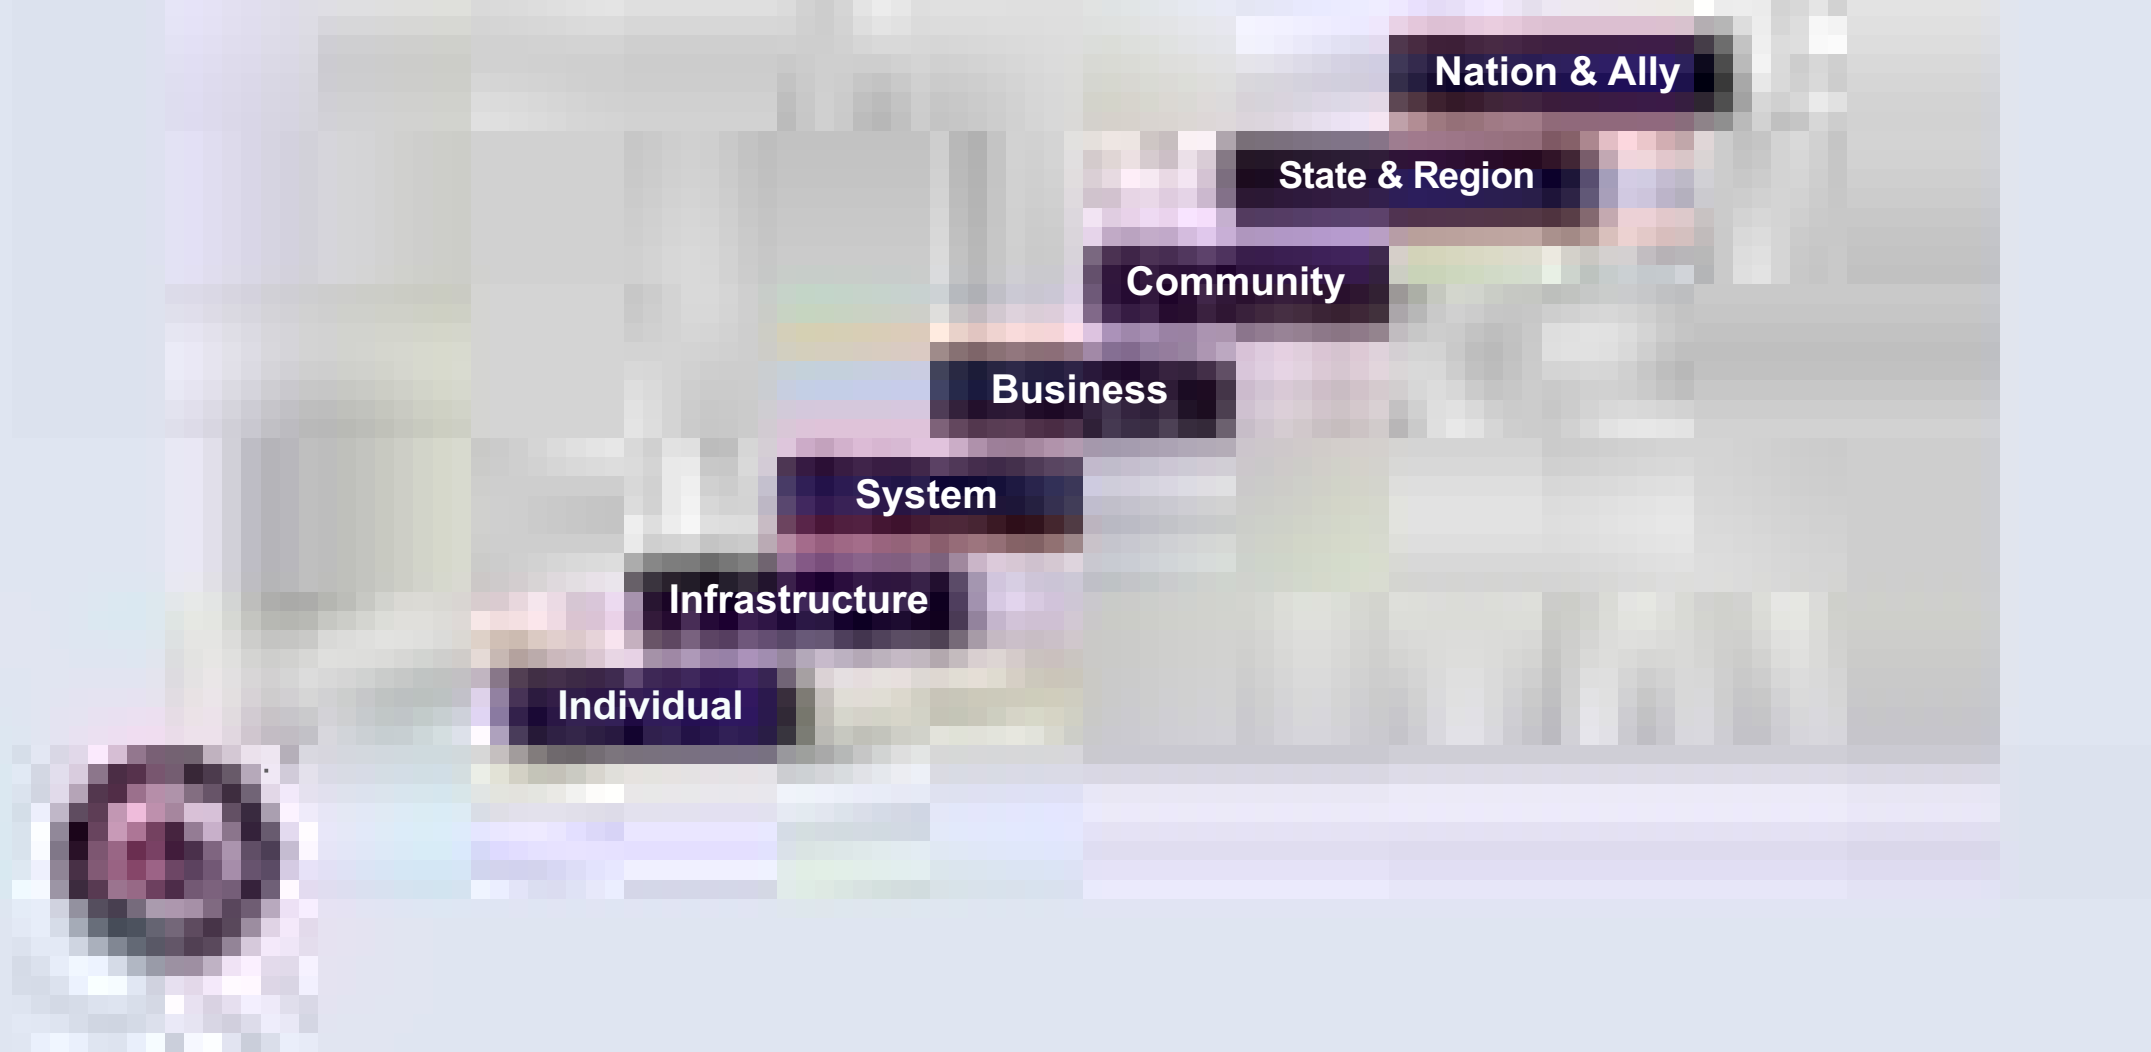 Nation & Ally
State & Region
Community
Business
System
Infrastructure
Individual